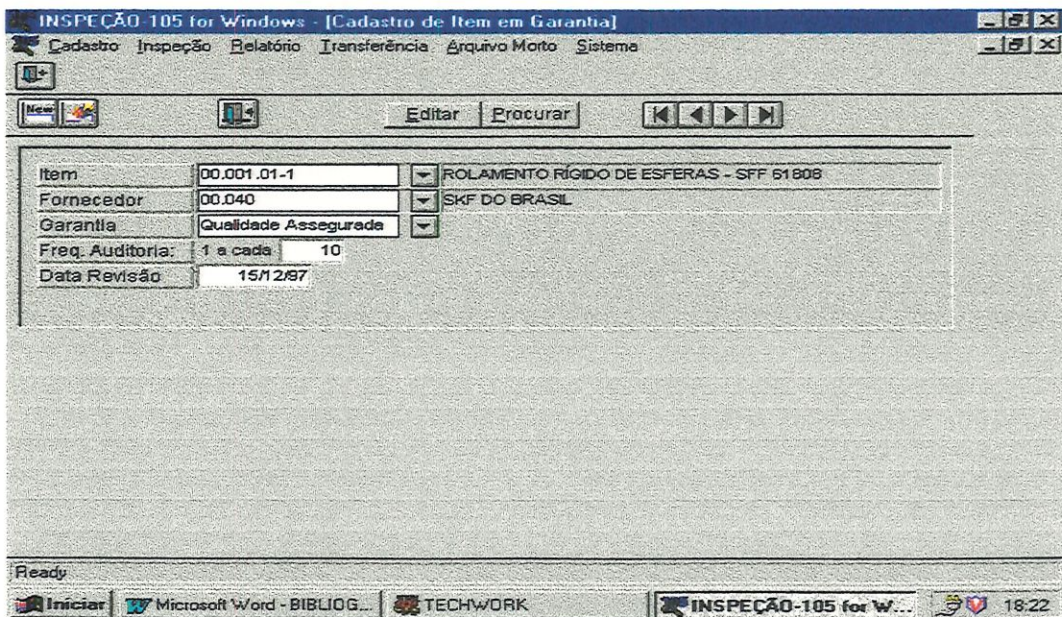 INSPEÇÃO-105 for Windows - [Cadastro de Item em Garantia]
Cadastro Inspeção Relatório Transferência Arquivo Morto Sistema
New Editar Procurar
Item 00.001.01-1 ROLAMENTO RÍGIDO DE ESFERAS - SFF 61808
Fornecedor 00.040 SKF DO BRASIL
Garantia Qualidade Assegurada
Freq. Auditoria: 1 a cada 10
Data Revisão 15/12/97
Ready
Iniciar Microsoft Word - BIBLIOG... TECHWORK INSPEÇÃO-105 for W... 18:22